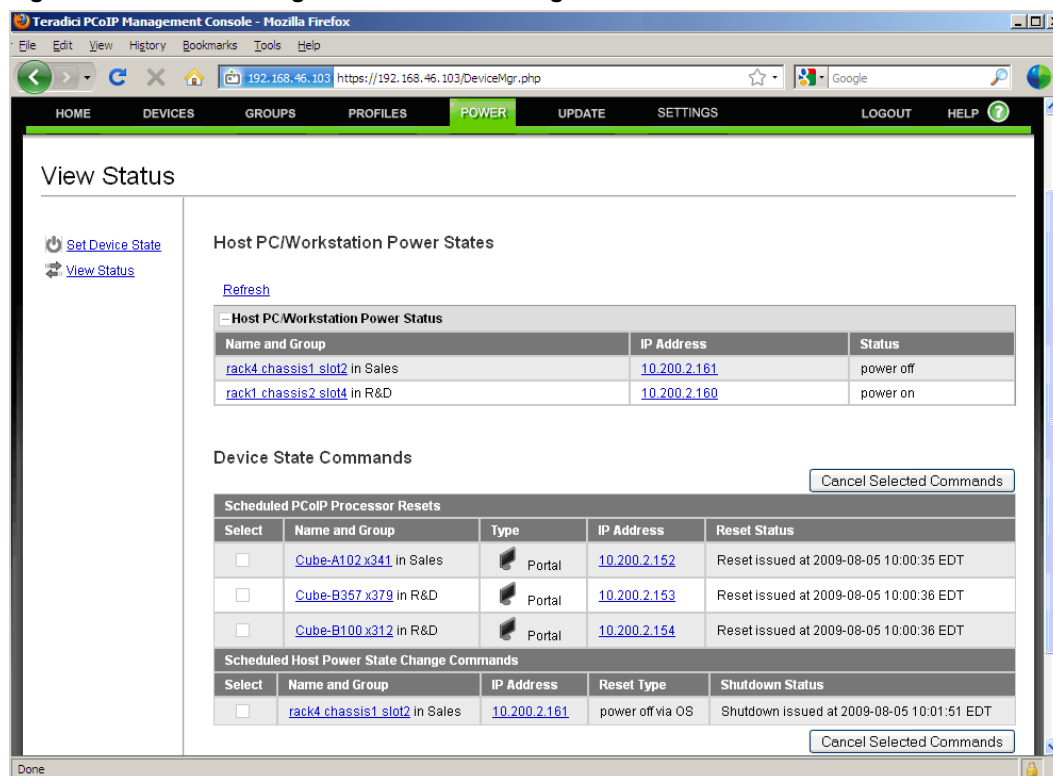 Teradici PCoIP Management Console - Mozilla Firefox
File Edit View History Bookmarks Tools Help
192.168.46.103 https://192.168.46.103/DeviceMgr.php Google
HOME DEVICES GROUPS PROFILES POWER UPDATE SETTINGS LOGOUT HELP ?
View Status
Set Device State
View Status
Host PC/Workstation Power States
Refresh
Host PC/Workstation Power Status
Name and Group IP Address Status
rack4 chassis1 slot2 in Sales 10.200.2.161 power off
rack1 chassis2 slot4 in R&D 10.200.2.160 power on
Device State Commands
Cancel Selected Commands
Scheduled PCoIP Processor Resets
Select Name and Group Type IP Address Reset Status
Cube-A102 x341 in Sales Portal 10.200.2.152 Reset issued at 2009-08-05 10:00:35 EDT
Cube-B357 x379 in R&D Portal 10.200.2.153 Reset issued at 2009-08-05 10:00:36 EDT
Cube-B100 x312 in R&D Portal 10.200.2.154 Reset issued at 2009-08-05 10:00:36 EDT
Scheduled Host Power State Change Commands
Select Name and Group IP Address Reset Type Shutdown Status
rack4 chassis1 slot2 in Sales 10.200.2.161 power off via OS Shutdown issued at 2009-08-05 10:01:51 EDT
Cancel Selected Commands
Done